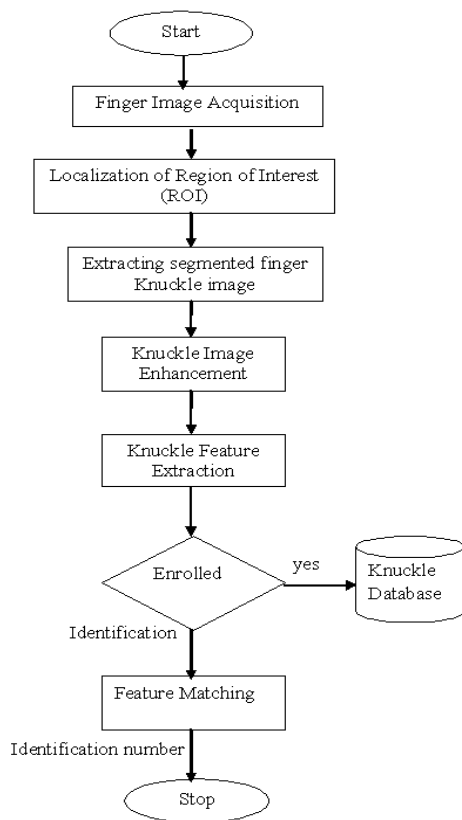 Start
Finger Image Acquisition
Localization of Region of Interest
(ROI)
Extracting segmented finger
Knuckle image
Knuckle Image
Enhancement
Knuckle Feature
Extraction
Enrolled
yes
Knuckle
Database
Identification
Feature Matching
Identification number
Stop